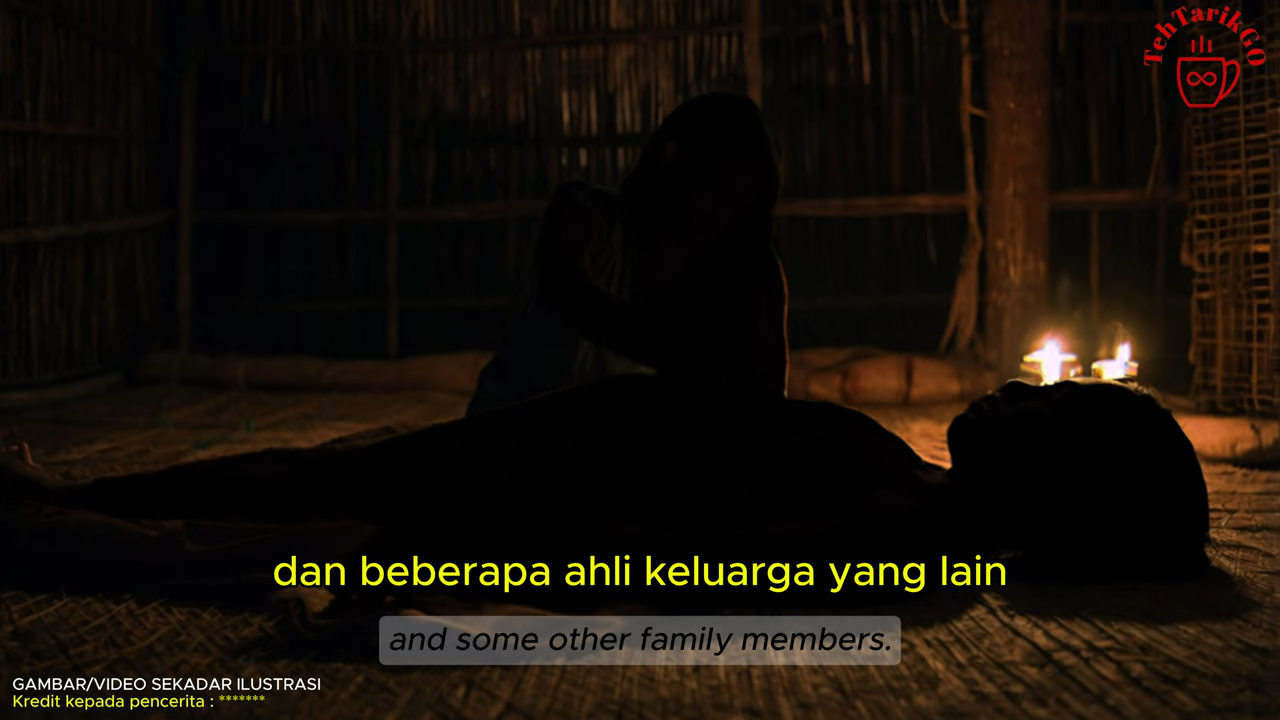 TehTarikGO
dan beberapa ahli keluarga yang lain
and some other family members.
GAMBAR/VIDEO SEKADAR ILUSTRASI
Kredit kepada pencerita : *******